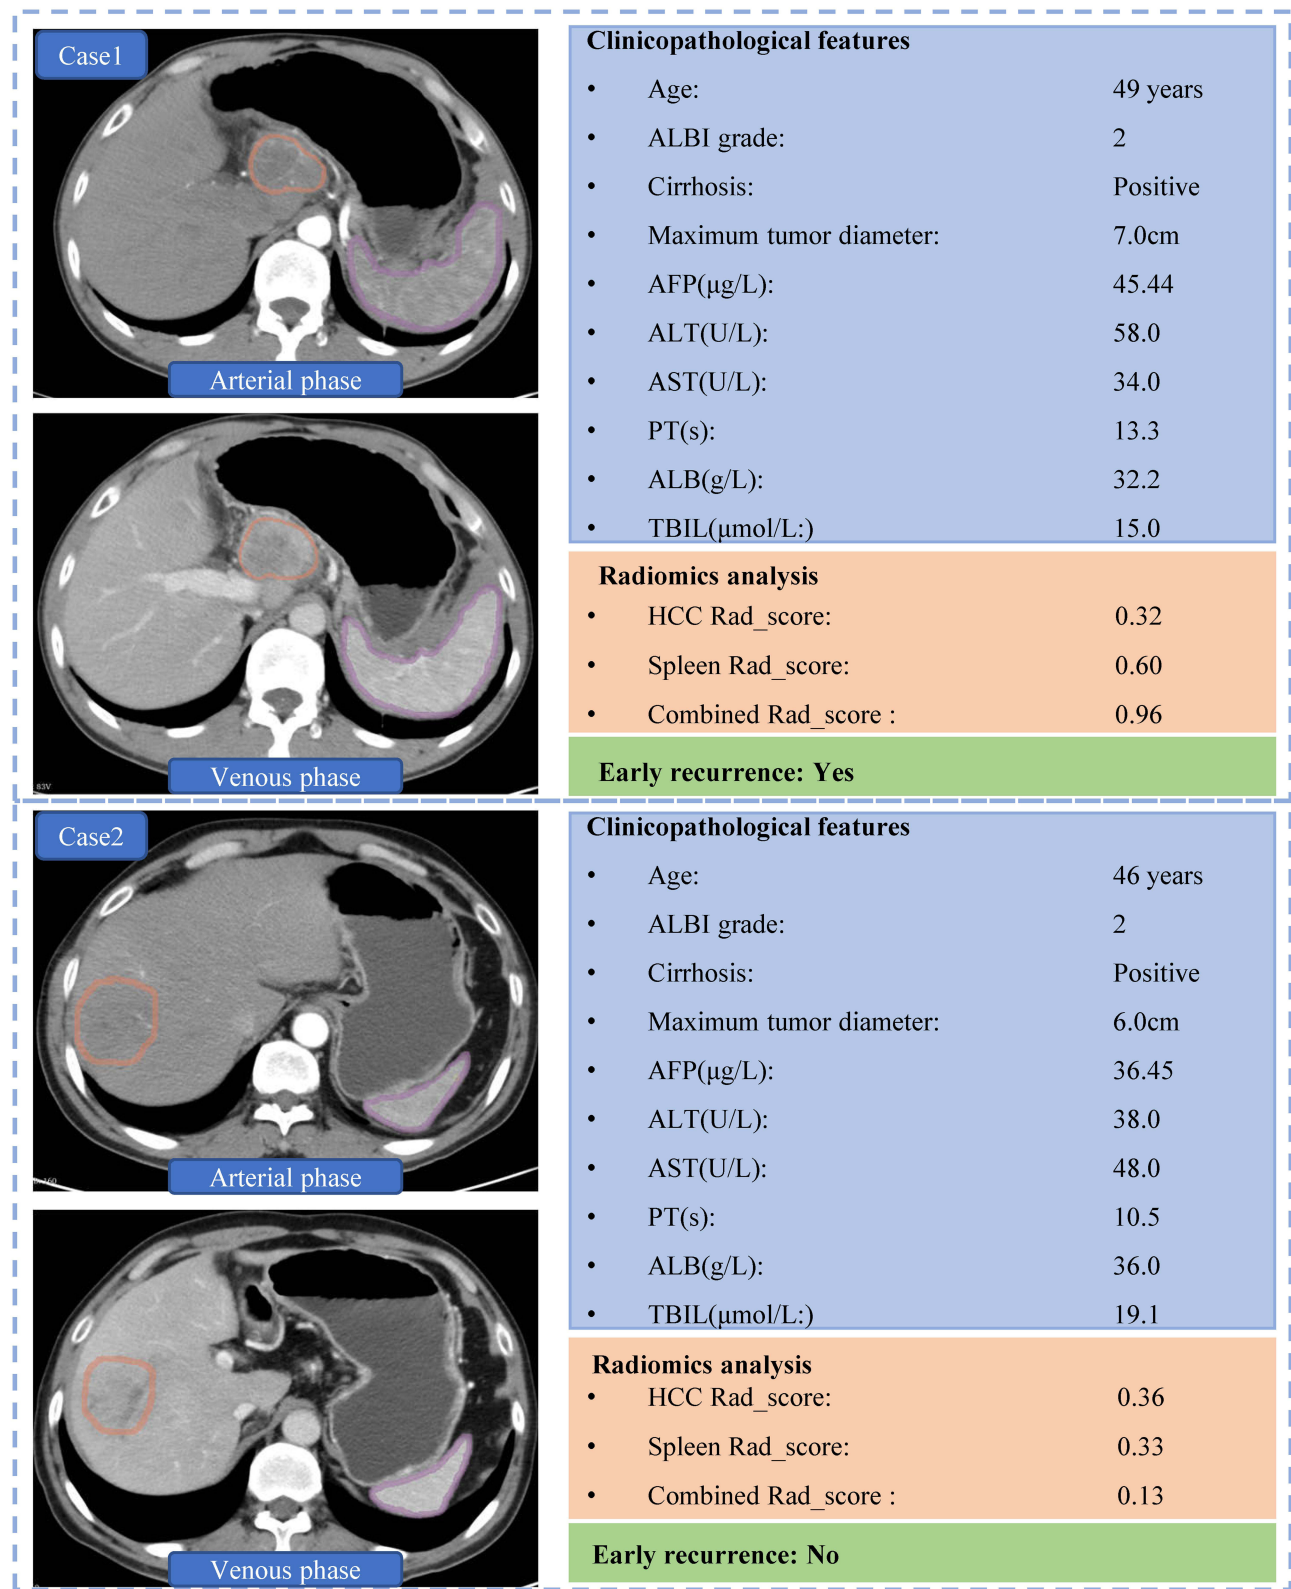 Case1
Arterial phase
Venous phase
83V
Clinicopathological features
• Age: 49 years
• ALBI grade: 2
• Cirrhosis: Positive
• Maximum tumor diameter: 7.0cm
• AFP(μg/L): 45.44
• ALT(U/L): 58.0
• AST(U/L): 34.0
• PT(s): 13.3
• ALB(g/L): 32.2
• TBIL(μmol/L:) 15.0
Radiomics analysis
• HCC Rad_score: 0.32
• Spleen Rad_score: 0.60
• Combined Rad_score : 0.96
Early recurrence: Yes
Case2
Arterial phase
Venous phase
Clinicopathological features
• Age: 46 years
• ALBI grade: 2
• Cirrhosis: Positive
• Maximum tumor diameter: 6.0cm
• AFP(μg/L): 36.45
• ALT(U/L): 38.0
• AST(U/L): 48.0
• PT(s): 10.5
• ALB(g/L): 36.0
• TBIL(μmol/L:) 19.1
Radiomics analysis
• HCC Rad_score: 0.36
• Spleen Rad_score: 0.33
• Combined Rad_score : 0.13
Early recurrence: No